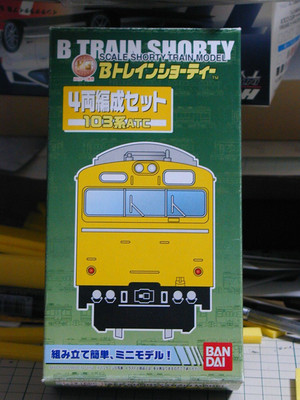 B TRAIN SHORTY
SCALE SHORTY TRAIN MODEL
Bトレインショーティー
4両編成セット
103系ATC
組み立て簡単、ミニモデル!
BAN
DAI